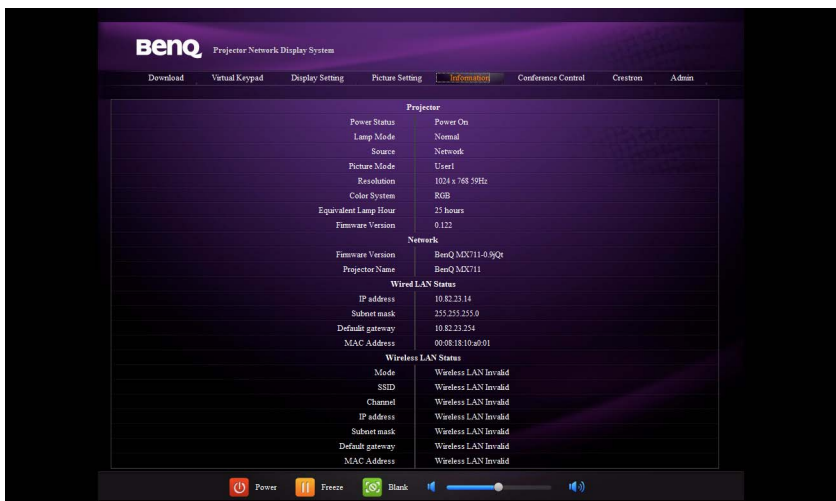 BenQ Projector Network Display System
Download Virtual Keypad Display Setting Picture Setting Information Conference Control Crestron Admin
Projector
Power Status Power On
Lamp Mode Normal
Source Network
Picture Mode User1
Resolution 1024 x 768 59Hz
Color System RGB
Equivalent Lamp Hour 25 hours
Firmware Version 0.122
Network
Firmware Version BenQ MX711-0.9jQt
Projector Name BenQ MX711
Wired LAN Status
IP address 10.82.23.14
Subnet mask 255.255.255.0
Defaulit gateway 10.82.23.254
MAC Address 00:08:18:10:a0:01
Wireless LAN Status
Mode Wireless LAN Invalid
SSID Wireless LAN Invalid
Channel Wireless LAN Invalid
IP address Wireless LAN Invalid
Subnet mask Wireless LAN Invalid
Default gateway Wireless LAN Invalid
MAC Address Wireless LAN Invalid
Power Freeze Blank